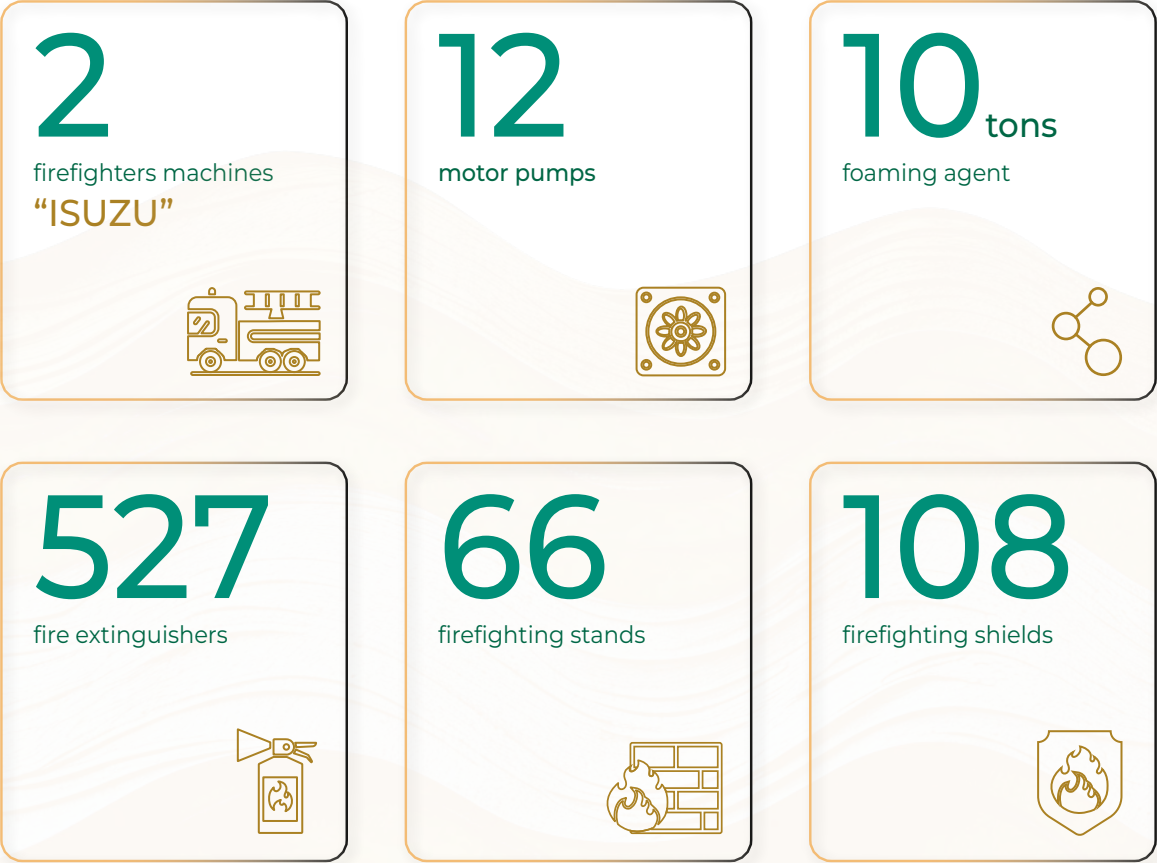 2
firefighters machines
“ISUZU”
12
motor pumps
10 tons
foaming agent
527
fire extinguishers
66
firefighting stands
108
firefighting shields